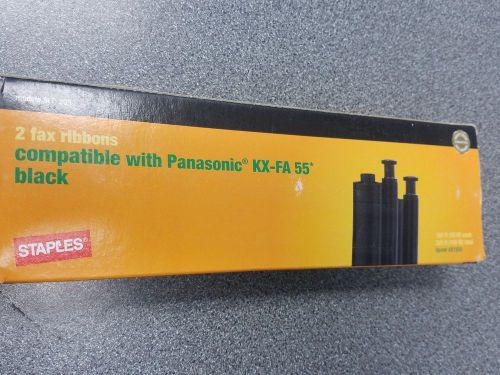 2 fax ribbons
compatible with Panasonic® KX-FA 55*
black
STAPLES®